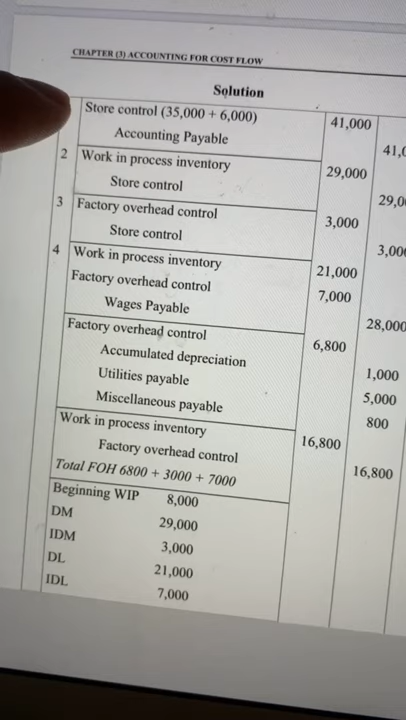 CHAPTER (3) ACCOUNTING FOR COST FLOW
Solution
Store control (35,000 + 6,000) 41,000
Accounting Payable 41,
2 Work in process inventory 29,000
Store control 29,0
3 Factory overhead control 3,000
Store control 3,00
4 Work in process inventory 21,000
Factory overhead control 7,000
Wages Payable 28,000
Factory overhead control 6,800
Accumulated depreciation 1,000
Utilities payable 5,000
Miscellaneous payable 800
Work in process inventory 16,800
Factory overhead control 16,800
Total FOH 6800 + 3000 + 7000
Beginning WIP 8,000
DM 29,000
IDM 3,000
DL 21,000
IDL 7,000